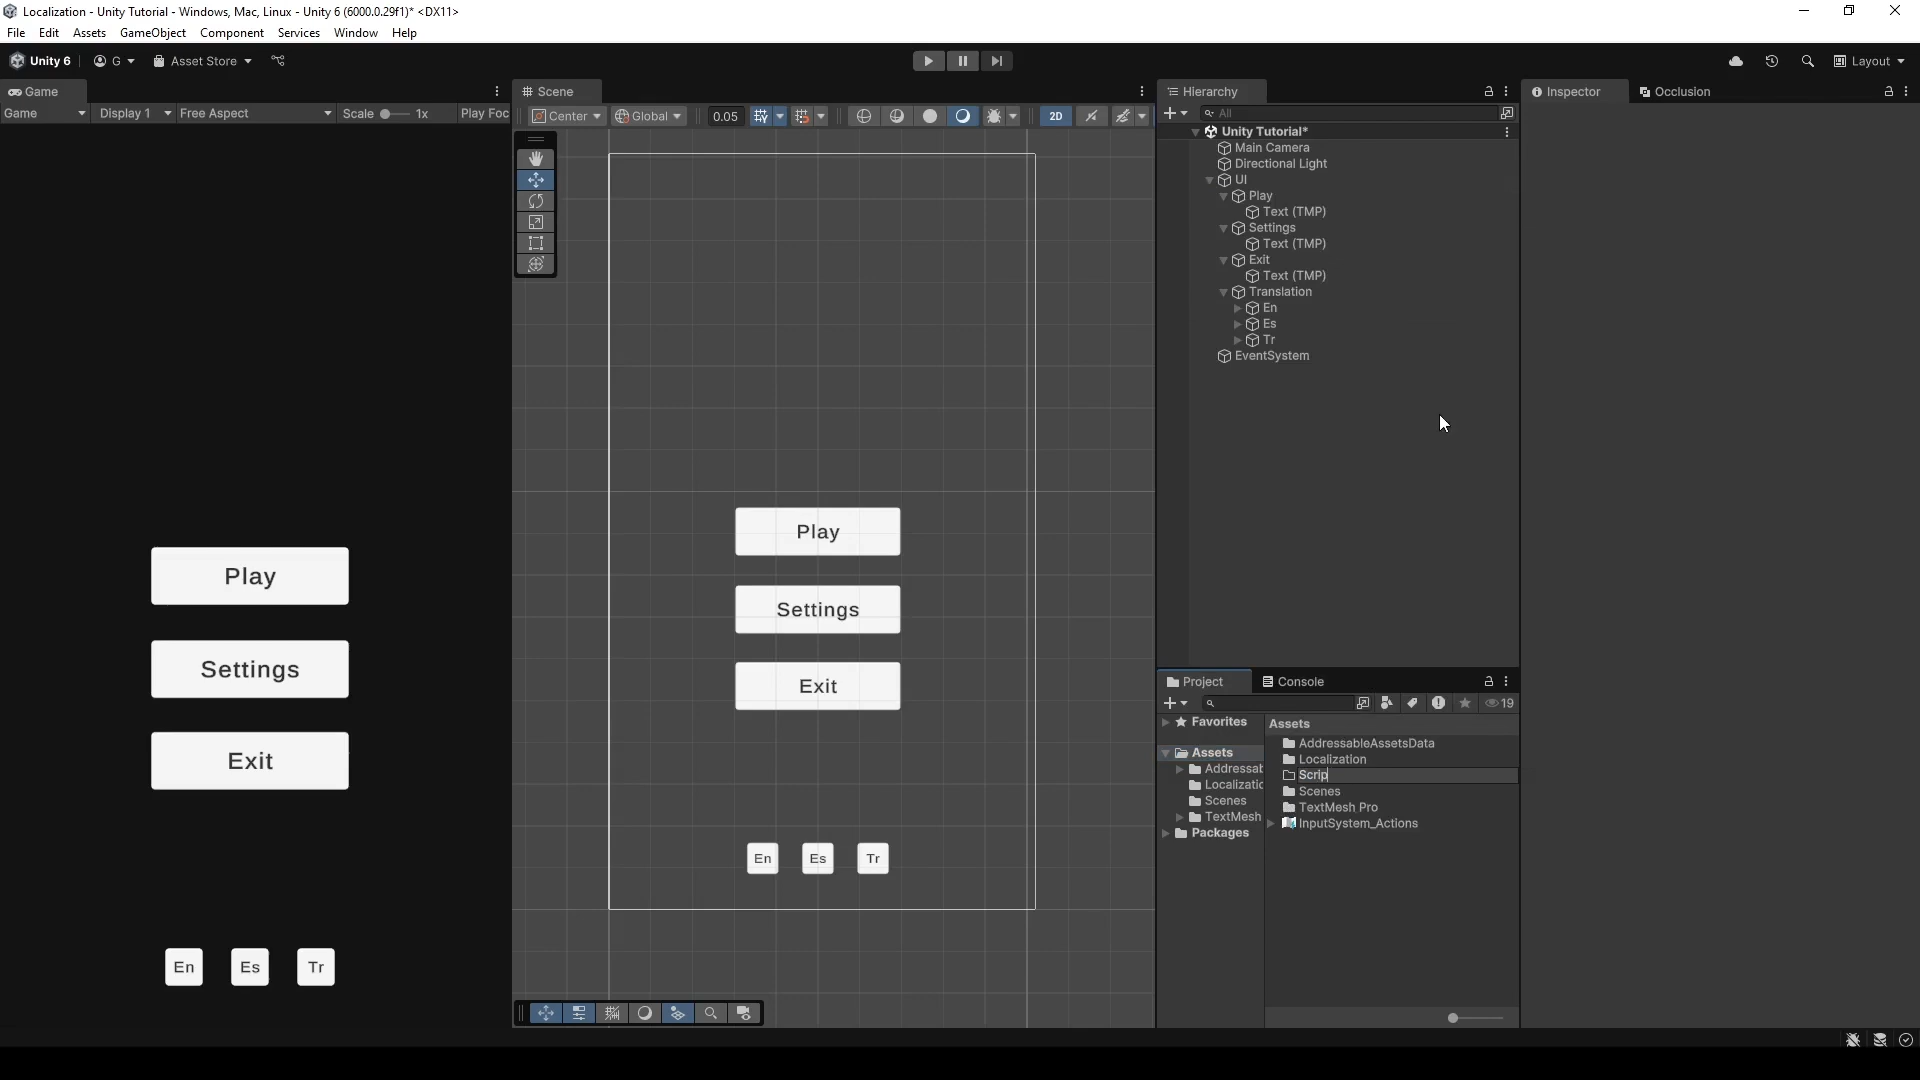 Localization - Unity Tutorial - Windows, Mac, Linux - Unity 6 (6000.0.29f1)* <DX11>
File Edit Assets GameObject Component Services Window Help
Unity 6 G Asset Store Layout
Game
Game Display 1 Free Aspect Scale 1x Play Foc
Play
Settings
Exit
En Es Tr
Scene
Center Global 0.05 2D
Play
Settings
Exit
En Es Tr
Hierarchy
All
Unity Tutorial*
Main Camera
Directional Light
UI
Play
Text (TMP)
Settings
Text (TMP)
Exit
Text (TMP)
Translation
En
Es
Tr
EventSystem
Project Console
19
Favorites
Assets
Addressab
Localizatic
Scenes
TextMesh
Packages
Assets
AddressableAssetsData
Localization
Scrip
Scenes
TextMesh Pro
InputSystem_Actions
Inspector Occlusion